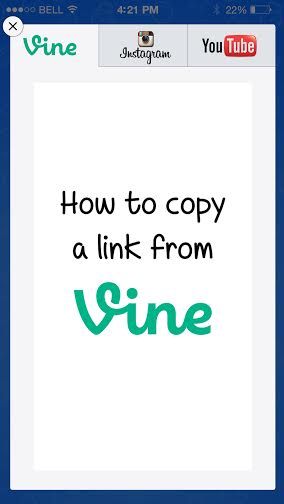 BELL 4:21 PM 22%
Vine Instagram YouTube
How to copy
a link from
Vine